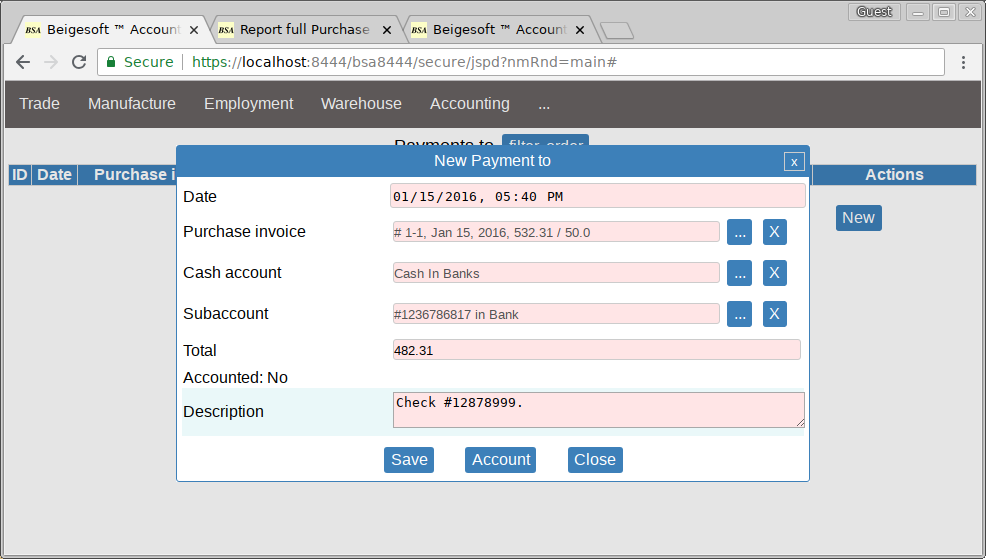 Guest
BSA Beigesoft ™ Account
BSA Report full Purchase
BSA Beigesoft ™ Account
Secure https://localhost:8444/bsa8444/secure/jspd?nmRnd=main#
Trade Manufacture Employment Warehouse Accounting ...
Payments to filter, order
New Payment to x
ID Date Purchase i Actions
Date 01/15/2016, 05:40 PM
New
Purchase invoice # 1-1, Jan 15, 2016, 532.31 / 50.0 ... X
Cash account Cash In Banks ... X
Subaccount #1236786817 in Bank ... X
Total 482.31
Accounted: No
Description Check #12878999.
Save Account Close